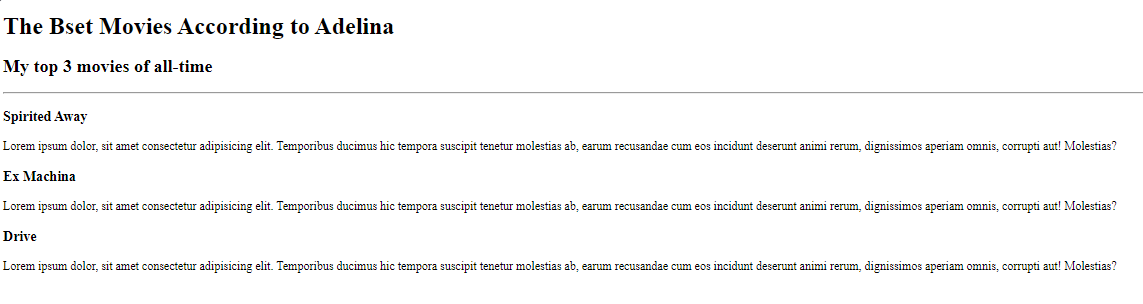 The Bset Movies According to Adelina
My top 3 movies of all-time
Spirited Away
Lorem ipsum dolor, sit amet consectetur adipisicing elit. Temporibus ducimus hic tempora suscipit tenetur molestias ab, earum recusandae cum eos incidunt deserunt animi rerum, dignissimos aperiam omnis, corrupti aut! Molestias?
Ex Machina
Lorem ipsum dolor, sit amet consectetur adipisicing elit. Temporibus ducimus hic tempora suscipit tenetur molestias ab, earum recusandae cum eos incidunt deserunt animi rerum, dignissimos aperiam omnis, corrupti aut! Molestias?
Drive
Lorem ipsum dolor, sit amet consectetur adipisicing elit. Temporibus ducimus hic tempora suscipit tenetur molestias ab, earum recusandae cum eos incidunt deserunt animi rerum, dignissimos aperiam omnis, corrupti aut! Molestias?